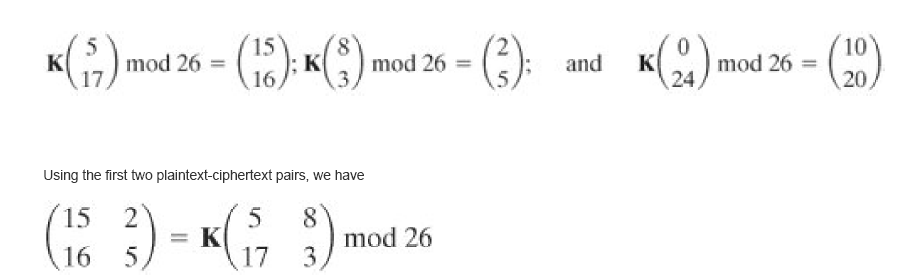 K(5 17) mod 26 = (15 16); K(8 3) mod 26 = (2 5); and K(0 24) mod 26 = (10 20)
Using the first two plaintext-ciphertext pairs, we have
(15 2
16 5) = K(5 8
17 3) mod 26